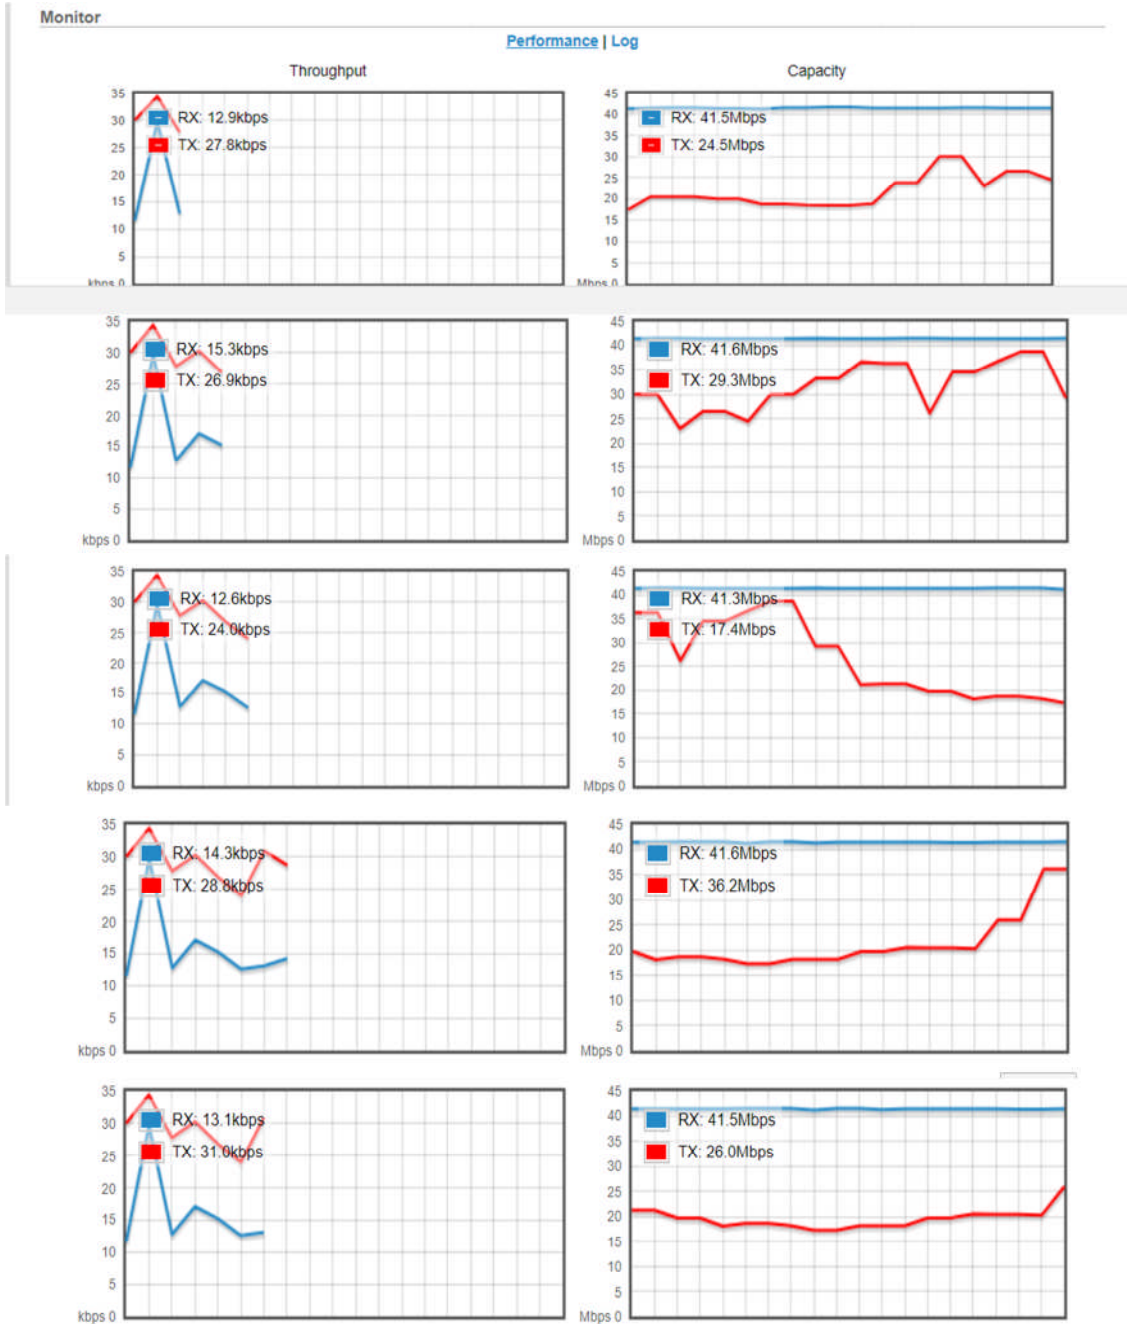 Monitor
Performance | Log
Throughput
Capacity
35
30
25
20
15
10
5
kbps 0
RX: 12.9kbps
TX: 27.8kbps
45
40
35
30
25
20
15
10
5
Mbps 0
RX: 41.5Mbps
TX: 24.5Mbps
35
30
25
20
15
10
5
kbps 0
RX: 15.3kbps
TX: 26.9kbps
45
40
35
30
25
20
15
10
5
Mbps 0
RX: 41.6Mbps
TX: 29.3Mbps
35
30
25
20
15
10
5
kbps 0
RX: 12.6kbps
TX: 24.0kbps
45
40
35
30
25
20
15
10
5
Mbps 0
RX: 41.3Mbps
TX: 17.4Mbps
35
30
25
20
15
10
5
kbps 0
RX: 14.3kbps
TX: 28.8kbps
45
40
35
30
25
20
15
10
5
Mbps 0
RX: 41.6Mbps
TX: 36.2Mbps
35
30
25
20
15
10
5
kbps 0
RX: 13.1kbps
TX: 31.0kbps
45
40
35
30
25
20
15
10
5
Mbps 0
RX: 41.5Mbps
TX: 26.0Mbps